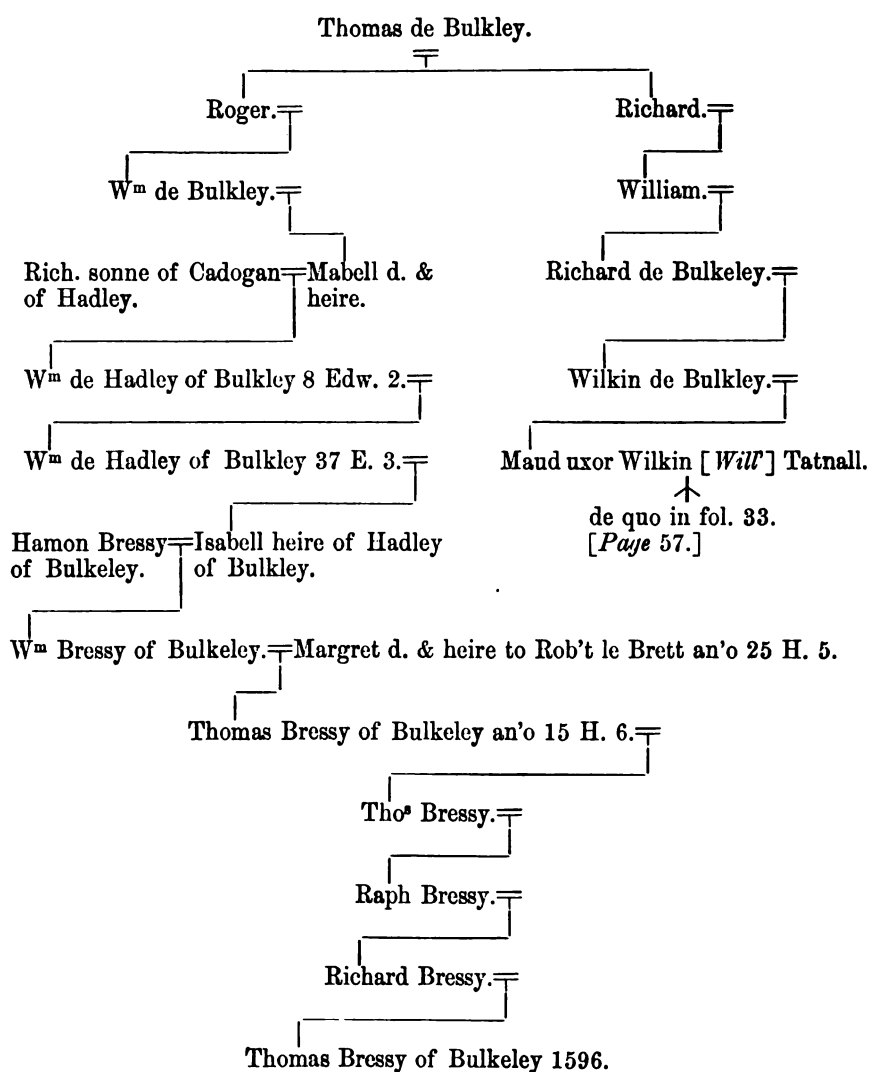 Thomas de Bulkley.
Roger. Richard.
Wᵐ de Bulkley. William.
Rich. sonne of Cadogan Mabell d. & Richard de Bulkeley.
of Hadley. heire.
Wᵐ de Hadley of Bulkley 8 Edw. 2. Wilkin de Bulkley.
Wᵐ de Hadley of Bulkley 37 E. 3. Maud uxor Wilkin [Will'] Tatnall.
de quo in fol. 33.
Hamon Bressy Isabell heire of Hadley [Page 57.]
of Bulkeley. of Bulkley.
Wᵐ Bressy of Bulkeley. Margret d. & heire to Rob't le Brett an'o 25 H. 5.
Thomas Bressy of Bulkeley an'o 15 H. 6.
Thoˢ Bressy.
Raph Bressy.
Richard Bressy.
Thomas Bressy of Bulkeley 1596.